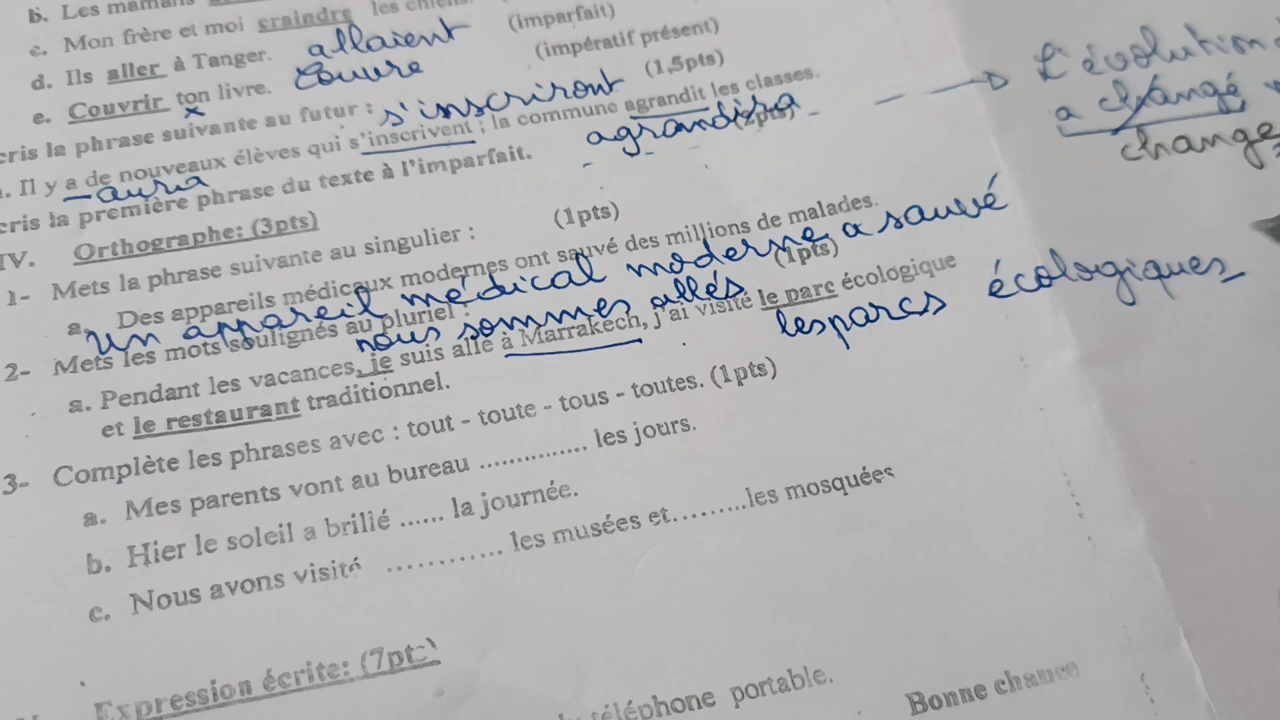 b. Les mamans
c. Mon frère et moi craindre les chiens. (imparfait)
d. Ils aller à Tanger. allaient (impératif présent)
e. Couvrir ton livre. couvre (1,5pts)
cris la phrase suivante au futur : s'inscriront
a. Il y a de nouveaux élèves qui s'inscrivent ; la commune agrandit les classes.
aura agrandira (2pts)
cris la première phrase du texte à l'imparfait.
L'évolution
a changé
change
IV. Orthographe: (3pts)
1- Mets la phrase suivante au singulier : (1pts)
a. Des appareils médicaux modernes ont sauvé des millions de malades.
un appareil médical moderne a sauvé
2- Mets les mots soulignés au pluriel : (1pts)
nous sommes allés
a. Pendant les vacances, je suis allé à Marrakech, j'ai visité le parc écologique
les parcs écologiques
et le restaurant traditionnel.
3- Complète les phrases avec : tout - toute - tous - toutes. (1pts)
a. Mes parents vont au bureau .............. les jours.
b. Hier le soleil a brillé ...... la journée.
c. Nous avons visité ............ les musées et.........les mosquées
Expression écrite: (7pts)
téléphone portable.
Bonne chance